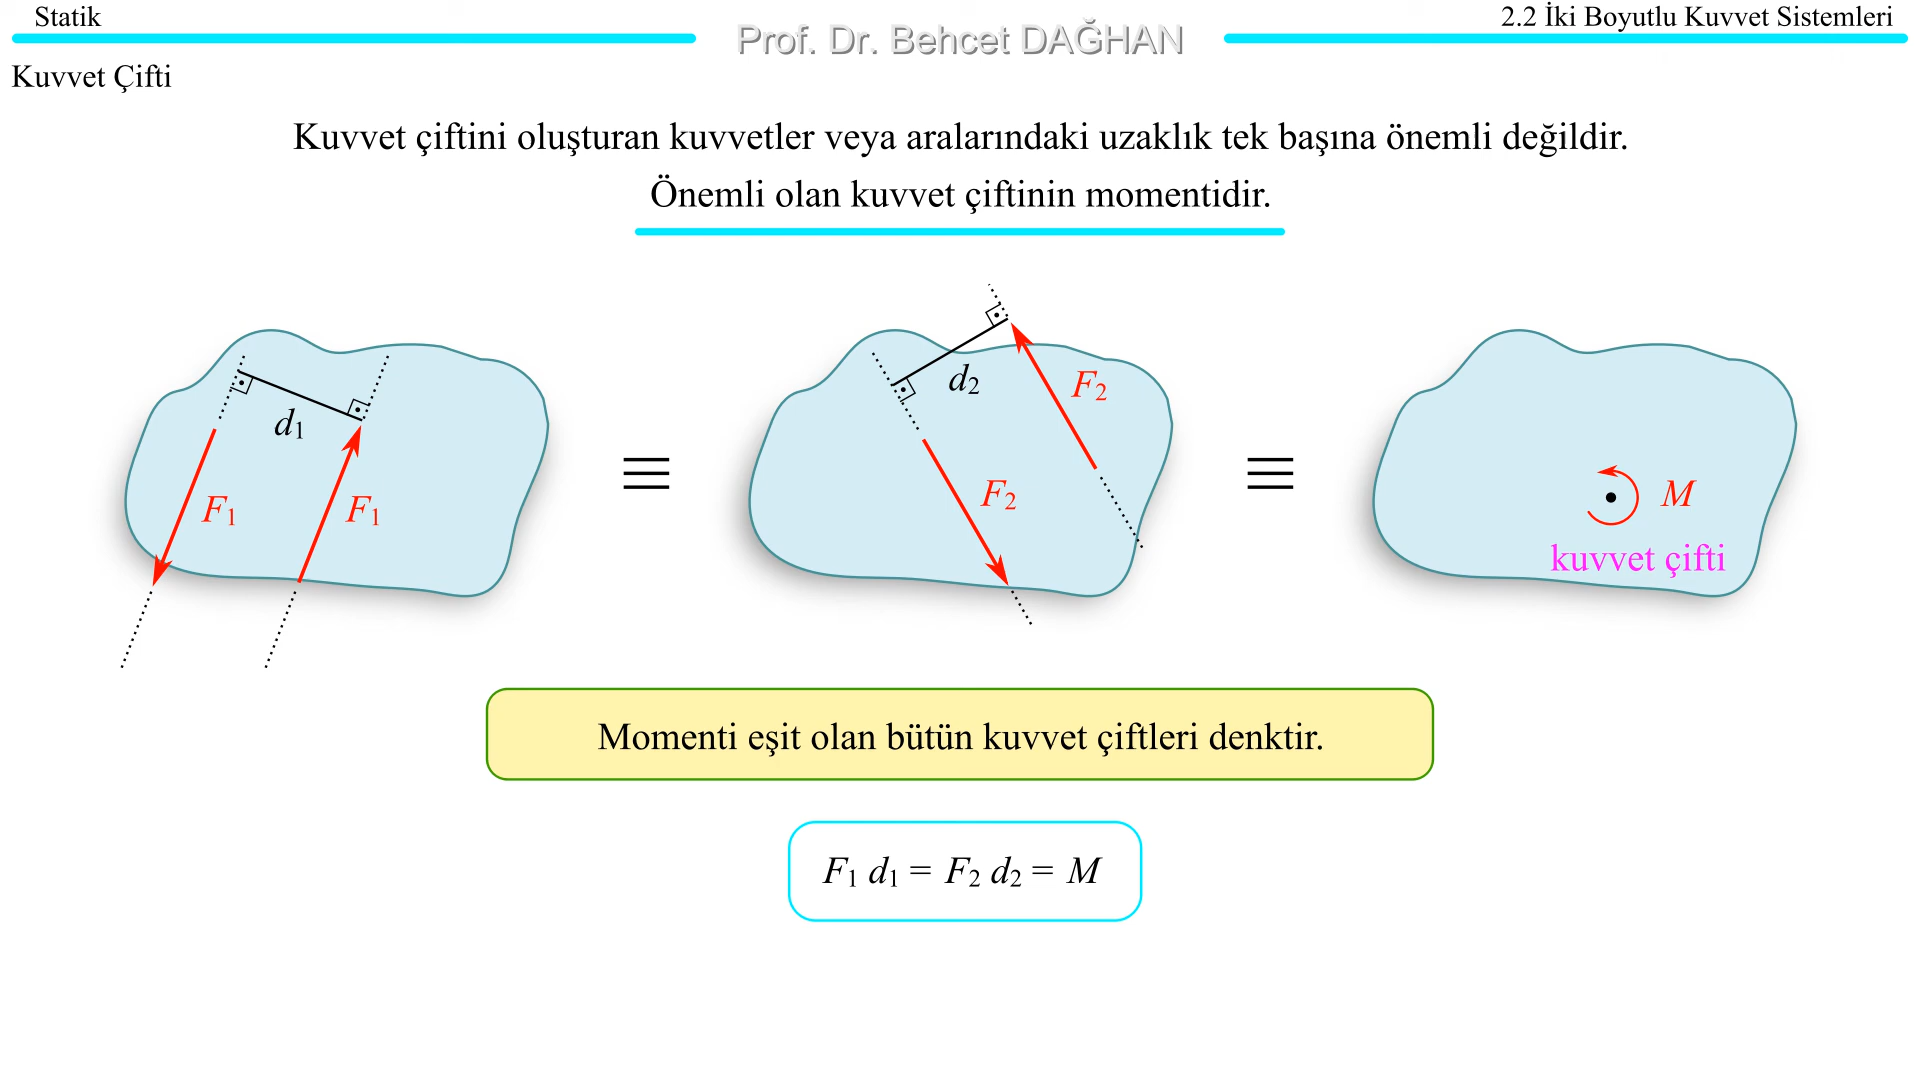 Statik
Prof. Dr. Behcet DAĞHAN
2.2 İki Boyutlu Kuvvet Sistemleri
Kuvvet Çifti
Kuvvet çiftini oluşturan kuvvetler veya aralarındaki uzaklık tek başına önemli değildir.
Önemli olan kuvvet çiftinin momentidir.
d₁
F₁
F₁
≡
d₂
F₂
F₂
≡
M
kuvvet çifti
Momenti eşit olan bütün kuvvet çiftleri denktir.
F₁ d₁ = F₂ d₂ = M